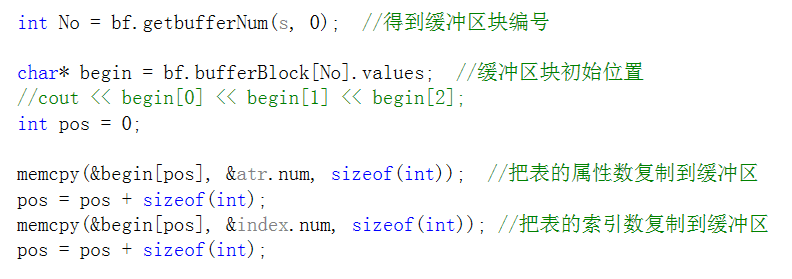 int No = bf.getbufferNum(s, 0);  //得到缓冲区块编号
char* begin = bf.bufferBlock[No].values;  //缓冲区块初始位置
//cout << begin[0] << begin[1] << begin[2];
int pos = 0;
memcpy(&begin[pos], &atr.num, sizeof(int));  //把表的属性数复制到缓冲区
pos = pos + sizeof(int);
memcpy(&begin[pos], &index.num, sizeof(int)); //把表的索引数复制到缓冲区
pos = pos + sizeof(int);